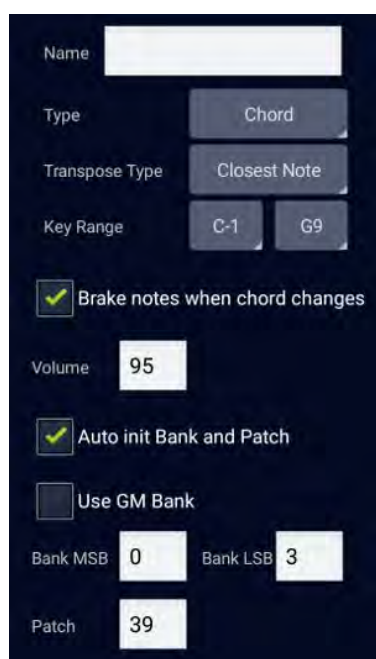 Name
Type Chord
Transpose Type Closest Note
Key Range C-1 G9
Brake notes when chord changes
Volume 95
Auto init Bank and Patch
Use GM Bank
Bank MSB 0 Bank LSB 3
Patch 39